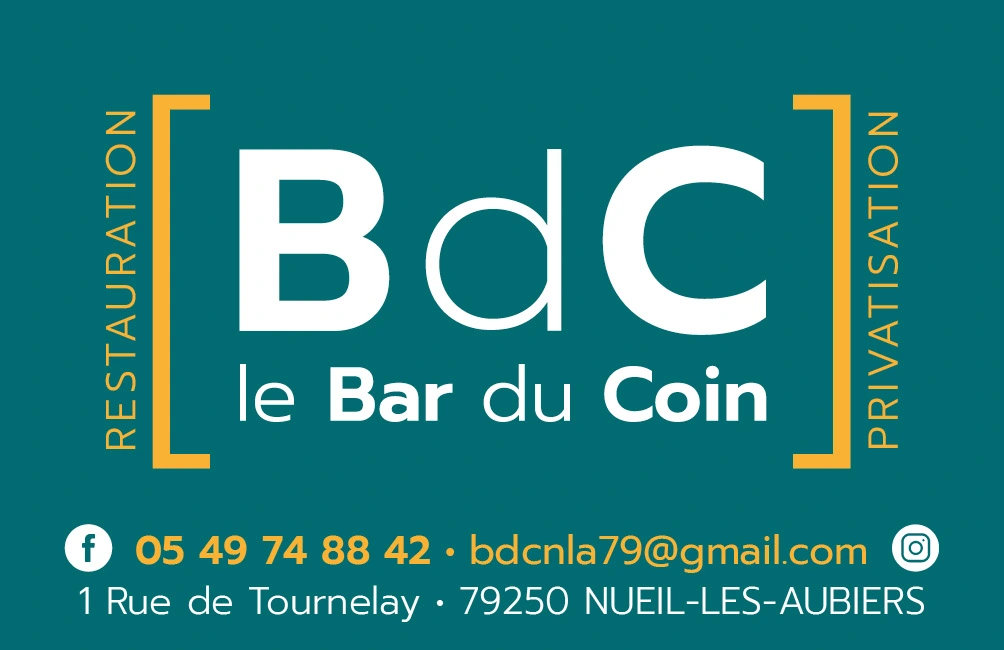 RESTAURATION
BdC
le Bar du Coin
PRIVATISATION
05 49 74 88 42 • bdcnla79@gmail.com
1 Rue de Tournelay • 79250 NUEIL-LES-AUBIERS